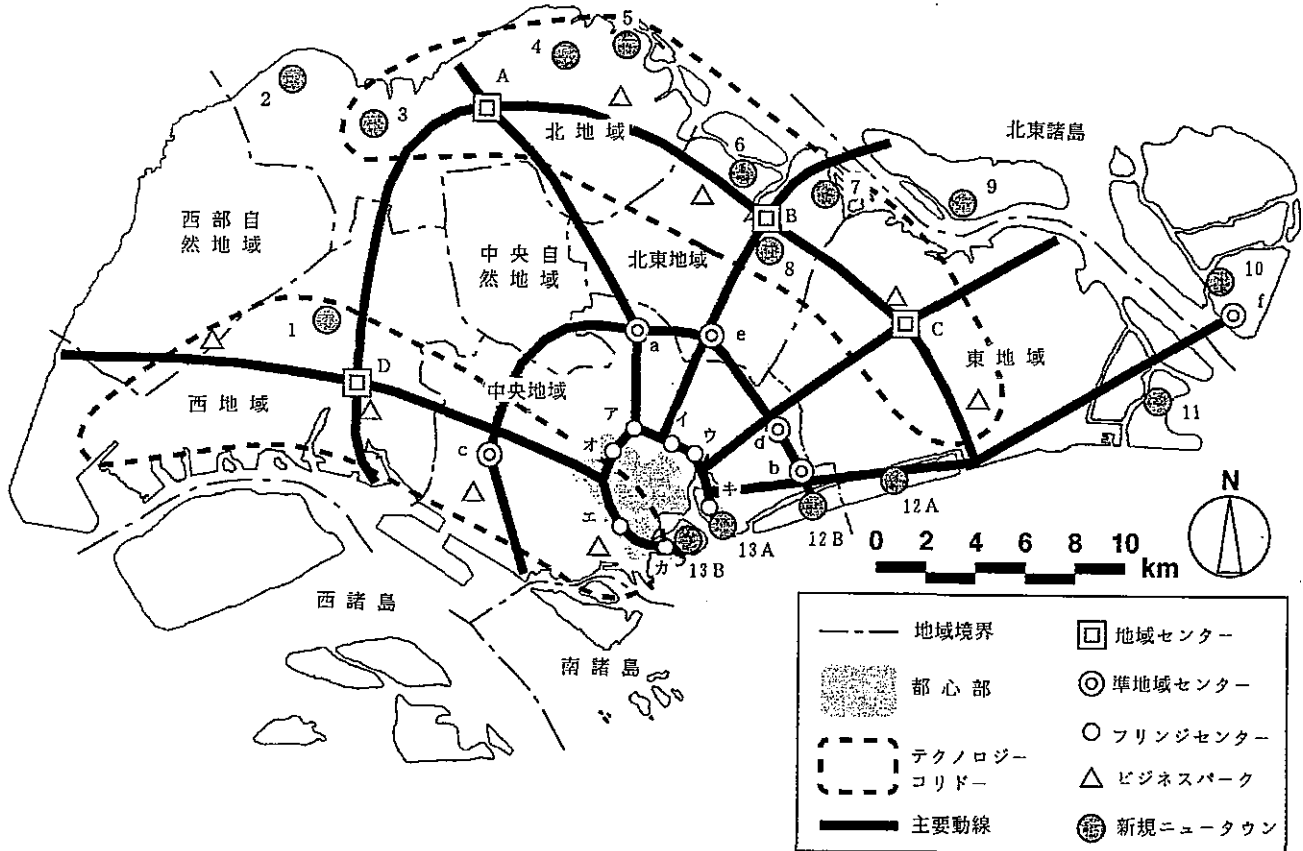 5
4
2
A
3
北地域
北東諸島
6
7
9
B
西部自
然地域
中央自
然地域
北東地域
8
10
f
1
C
a
e
東地域
D
中央地域
西地域
ア
イ
ウ
オ
d
11
c
b
キ
エ
12A
N
カ
13B
13A
12B
0 2 4 6 8 10
km
西諸島
南諸島
地域境界
都心部
テクノロジー
コリドー
主要動線
地域センター
準地域センター
フリンジセンター
ビジネスパーク
新規ニュータウン